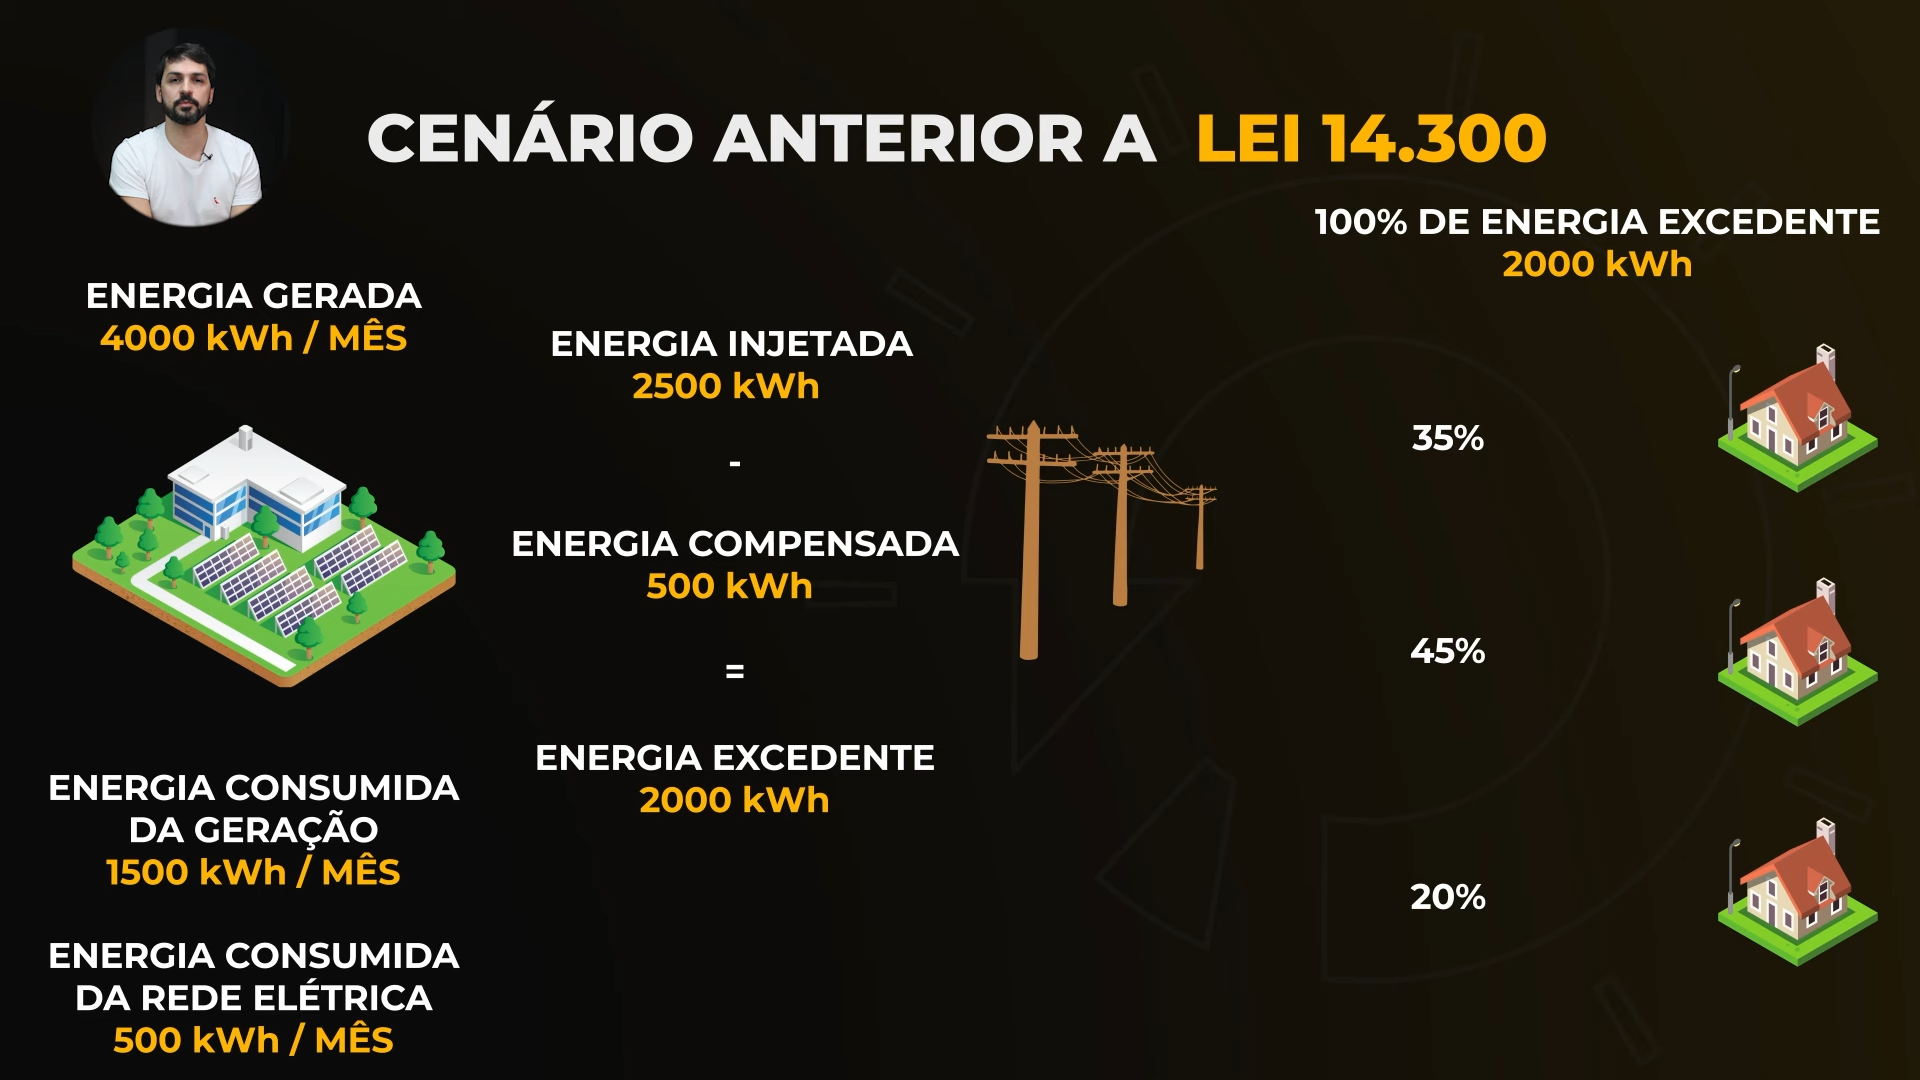 CENÁRIO ANTERIOR A LEI 14.300
100% DE ENERGIA EXCEDENTE
2000 kWh
ENERGIA GERADA
4000 kWh / MÊS
ENERGIA INJETADA
2500 kWh
-
ENERGIA COMPENSADA
500 kWh
=
ENERGIA EXCEDENTE
2000 kWh
35%
45%
20%
ENERGIA CONSUMIDA
DA GERAÇÃO
1500 kWh / MÊS
ENERGIA CONSUMIDA
DA REDE ELÉTRICA
500 kWh / MÊS